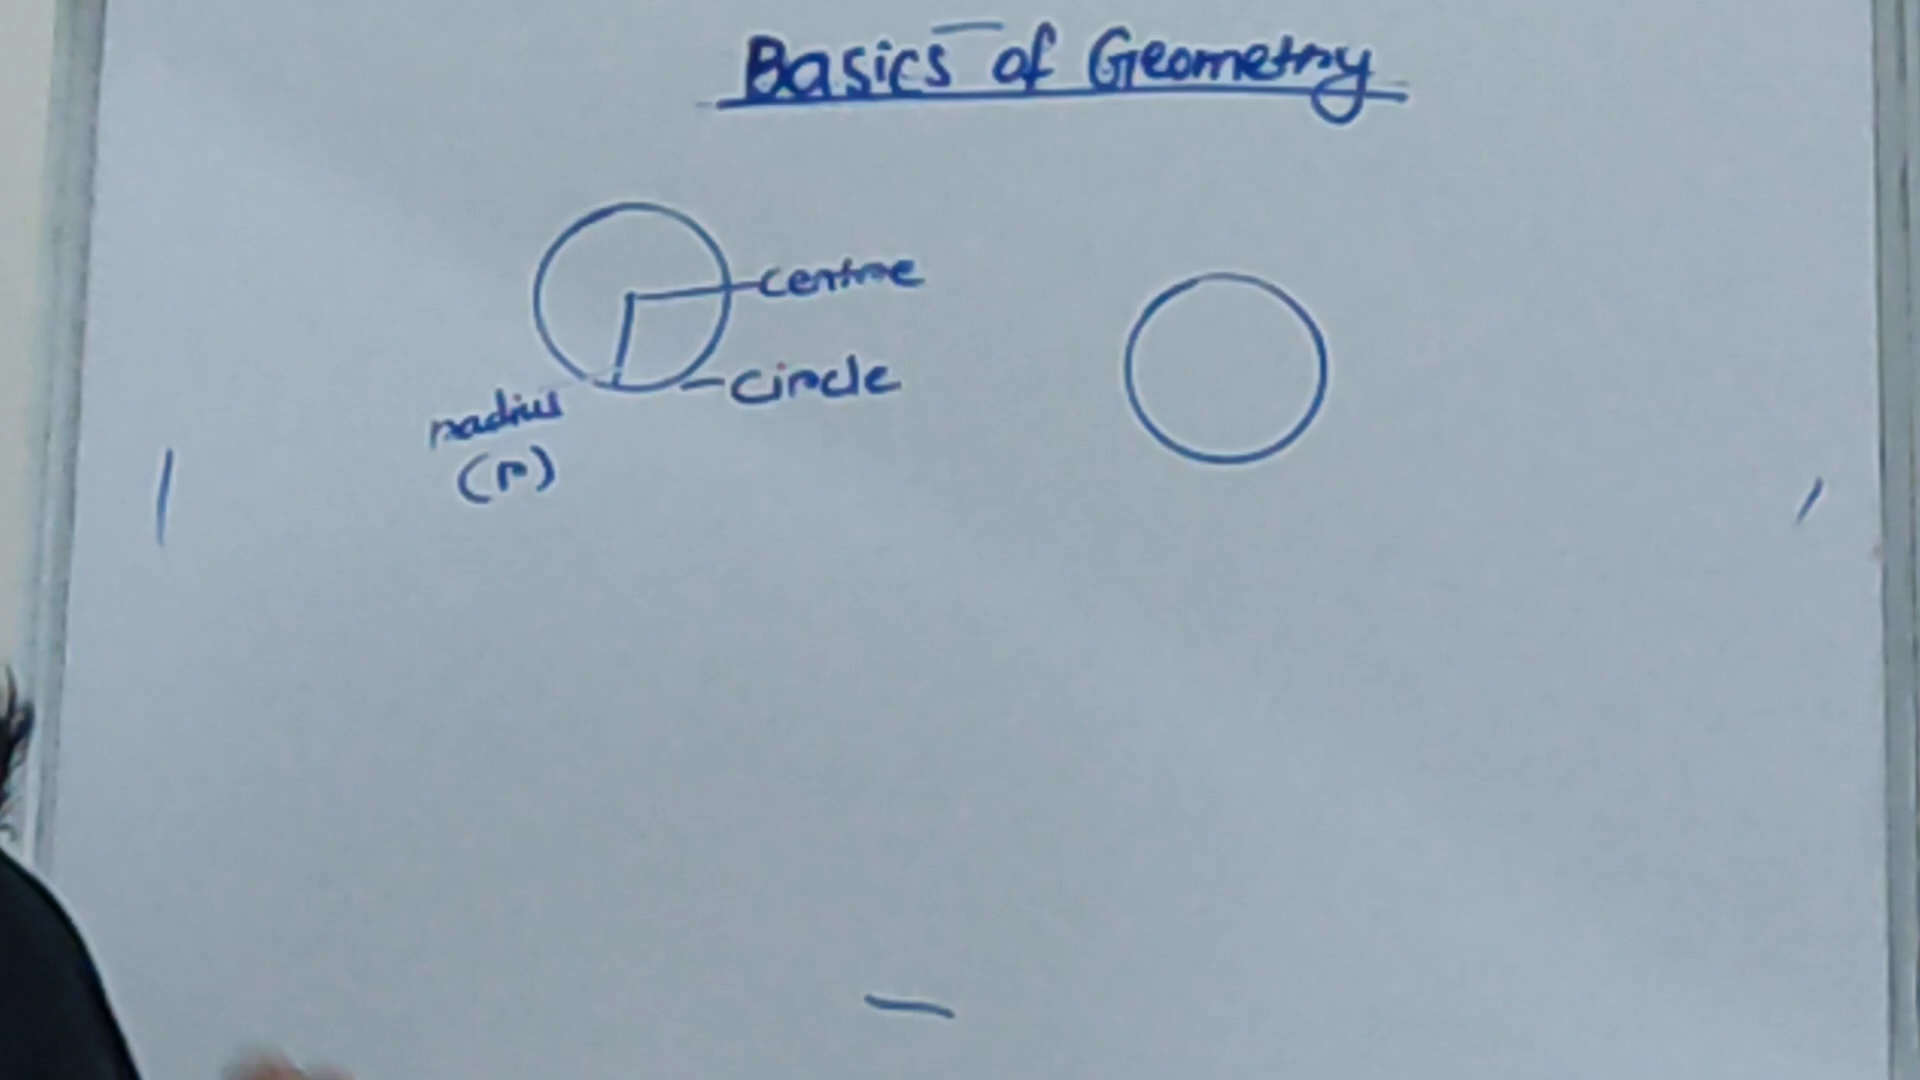 Basics of Geometry
centre
circle
radius
(r)